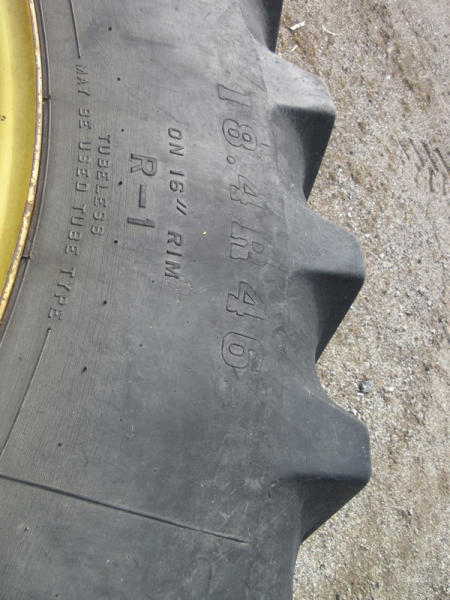 18.4R46
ON 16" RIM
R-1
TUBELESS
MAY BE USED TUBE TYPE